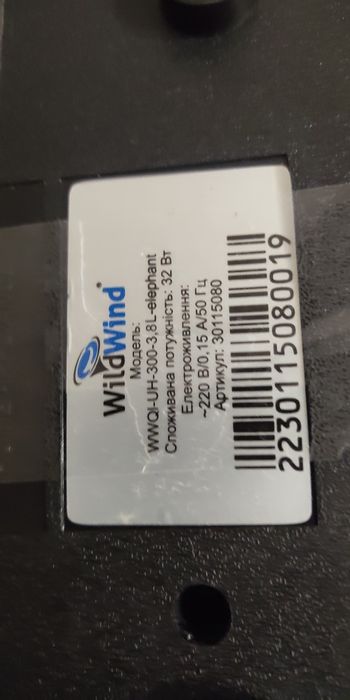 WildWind®
Модель:
WWQI-UH-300-3,8L-elephant
Споживана потужність: 32 Вт
Електроживлення:
~220 В/0,15 А/50 Гц
Артикул: 30115080
2230115080019